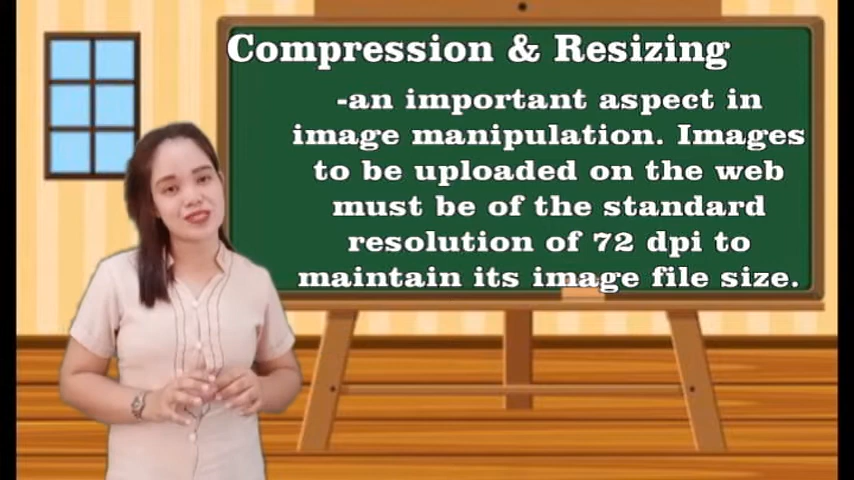 Compression & Resizing
-an important aspect in
image manipulation. Images
to be uploaded on the web
must be of the standard
resolution of 72 dpi to
maintain its image file size.